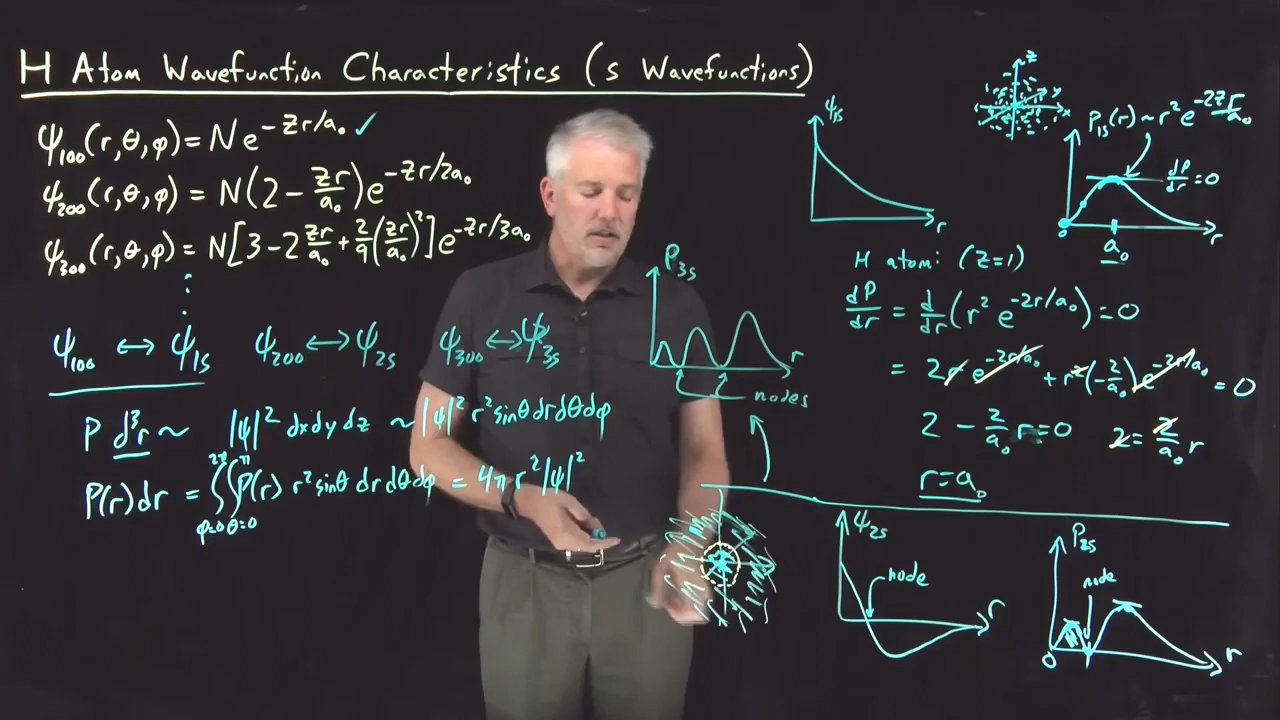 H Atom Wavefunction Characteristics (s Wavefunctions)
ψ₁₀₀(r,θ,φ) = N e^{-Zr/a₀} ✓
ψ₂₀₀(r,θ,φ) = N(2 - Zr/a₀) e^{-Zr/2a₀}
ψ₃₀₀(r,θ,φ) = N[3 - 2 Zr/a₀ + 2/9 (Zr/a₀)²] e^{-Zr/3a₀}
⋮
ψ₁₀₀ ↔ ψ₁s ψ₂₀₀ ↔ ψ₂s ψ₃₀₀ ↔ ψ₃s
P d³r ~ |ψ|² dx dy dz ~ |ψ|² r² sinθ dr dθ dφ
P(r)dr = ∫_{φ=0}^{2π} ∫_{θ=0}^{π} P(r) r² sinθ dr dθ dφ = 4π r² |ψ|²
P₃s
r
nodes
ψ₁s
r
z
y
x
P₁s(r) ~ r² e^{-2Zr/a₀}
dP/dr = 0
0
a₀
r
H atom: (Z=1)
dP/dr = d/dr (r² e^{-2r/a₀}) = 0
= 2r e^{-2r/a₀} + r² (-2/a₀) e^{-2r/a₀} = 0
2 - 2/a₀ r = 0 2 = 2/a₀ r
r = a₀
ψ₂s
node
r
P₂s
node
0
r